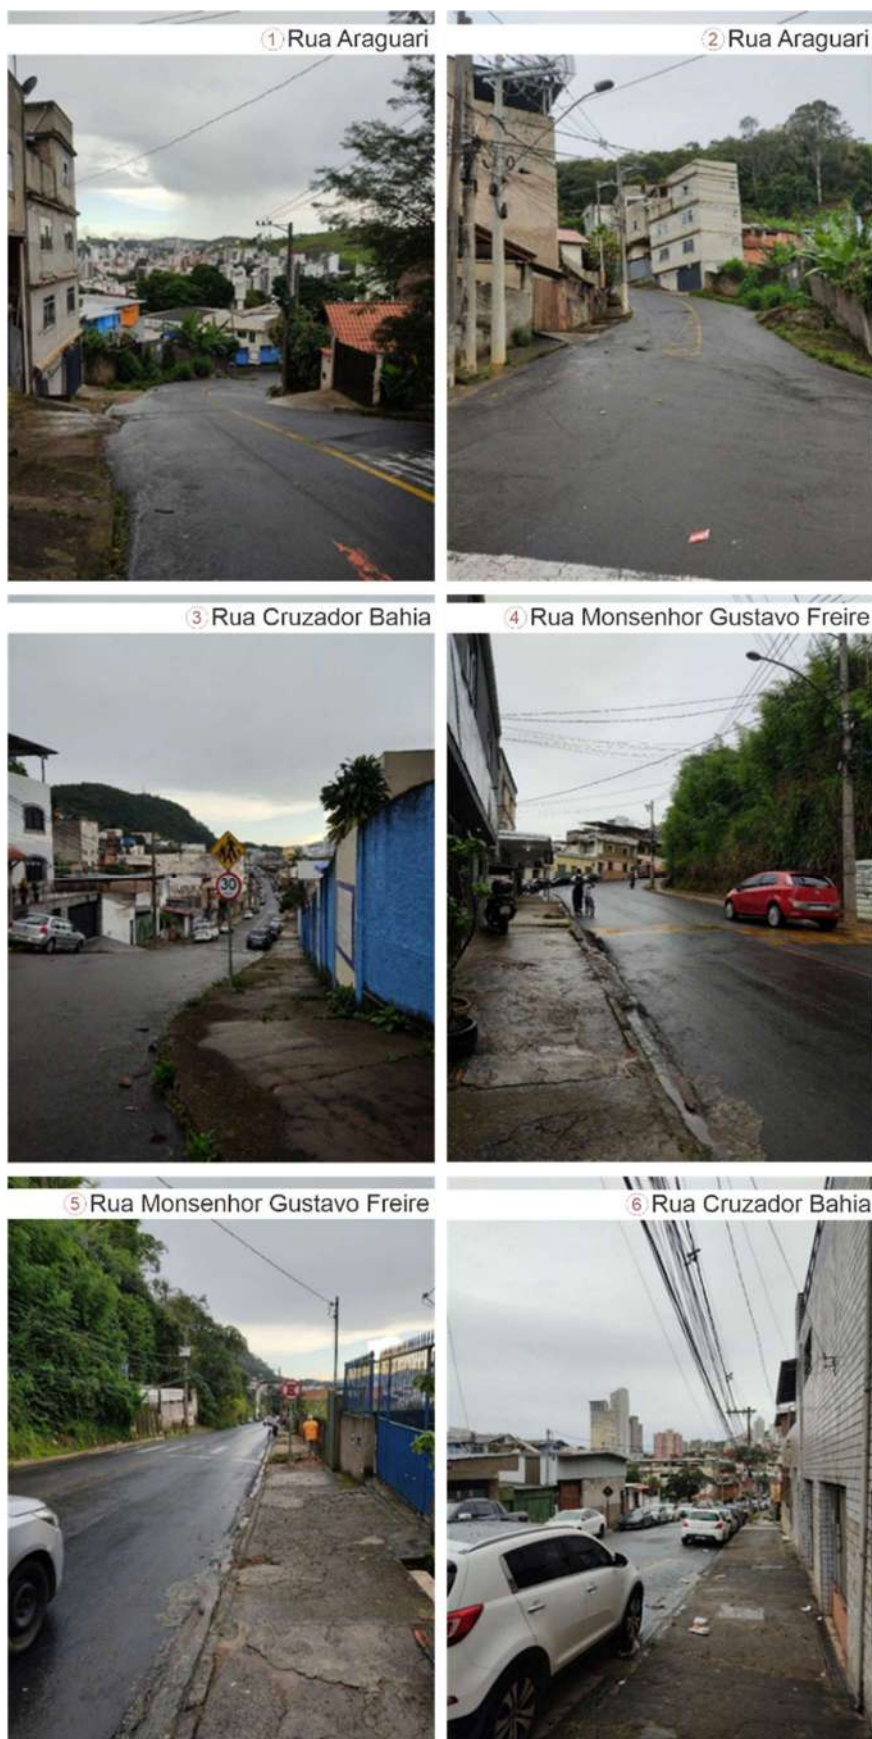 1 Rua Araguari
2 Rua Araguari
3 Rua Cruzador Bahia
30
4 Rua Monsenhor Gustavo Freire
5 Rua Monsenhor Gustavo Freire
6 Rua Cruzador Bahia